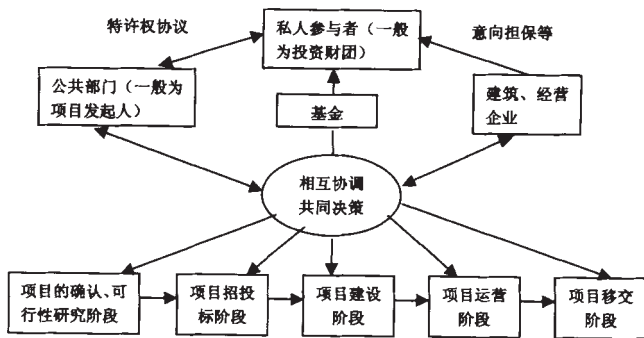 特许权协议
私人参与者（一般
为投资财团）
意向担保等
公共部门（一般为
项目发起人）
基金
建筑、经营
企业
相互协调
共同决策
项目的确认、可
行性研究阶段
项目招投
标阶段
项目建设
阶段
项目运营
阶段
项目移交
阶段